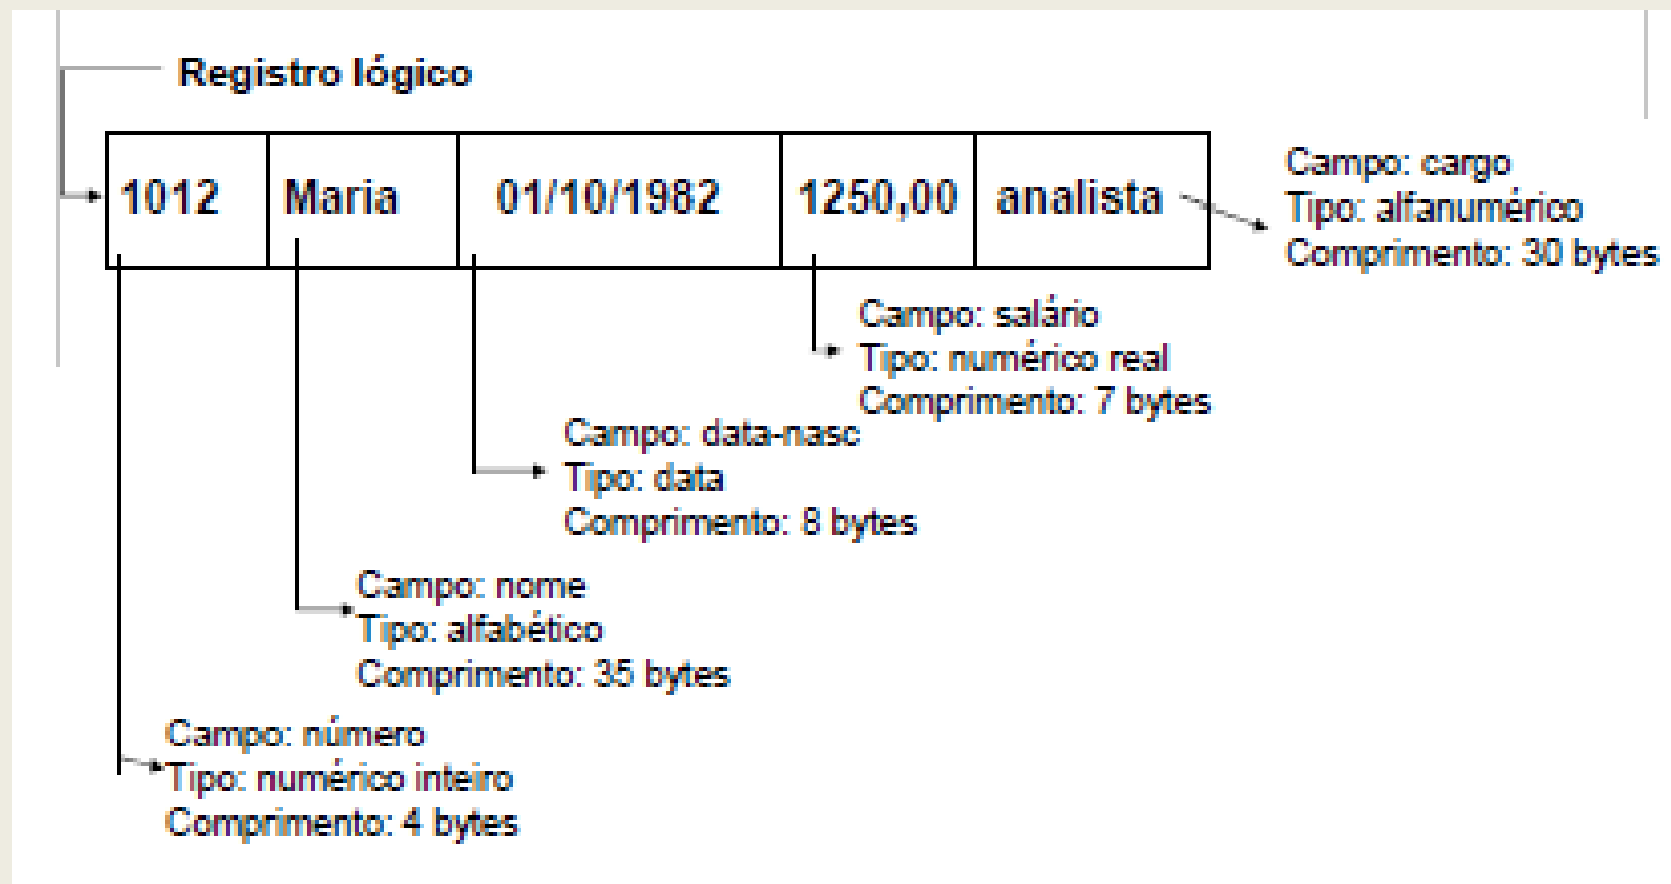 Registro lógico
1012 Maria 01/10/1982 1250,00 analista
Campo: cargo
Tipo: alfanumérico
Comprimento: 30 bytes
Campo: salário
Tipo: numérico real
Comprimento: 7 bytes
Campo: data-nasc
Tipo: data
Comprimento: 8 bytes
Campo: nome
Tipo: alfabético
Comprimento: 35 bytes
Campo: número
Tipo: numérico inteiro
Comprimento: 4 bytes